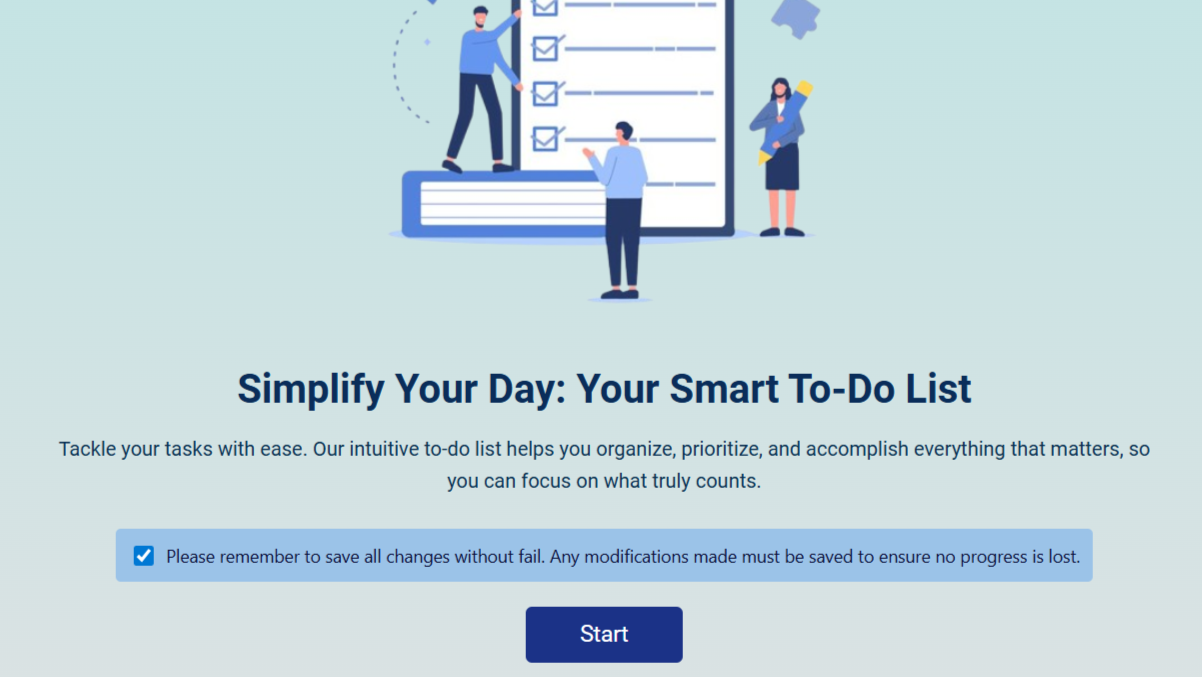 Simplify Your Day: Your Smart To-Do List
Tackle your tasks with ease. Our intuitive to-do list helps you organize, prioritize, and accomplish everything that matters, so
you can focus on what truly counts.
Please remember to save all changes without fail. Any modifications made must be saved to ensure no progress is lost.
Start